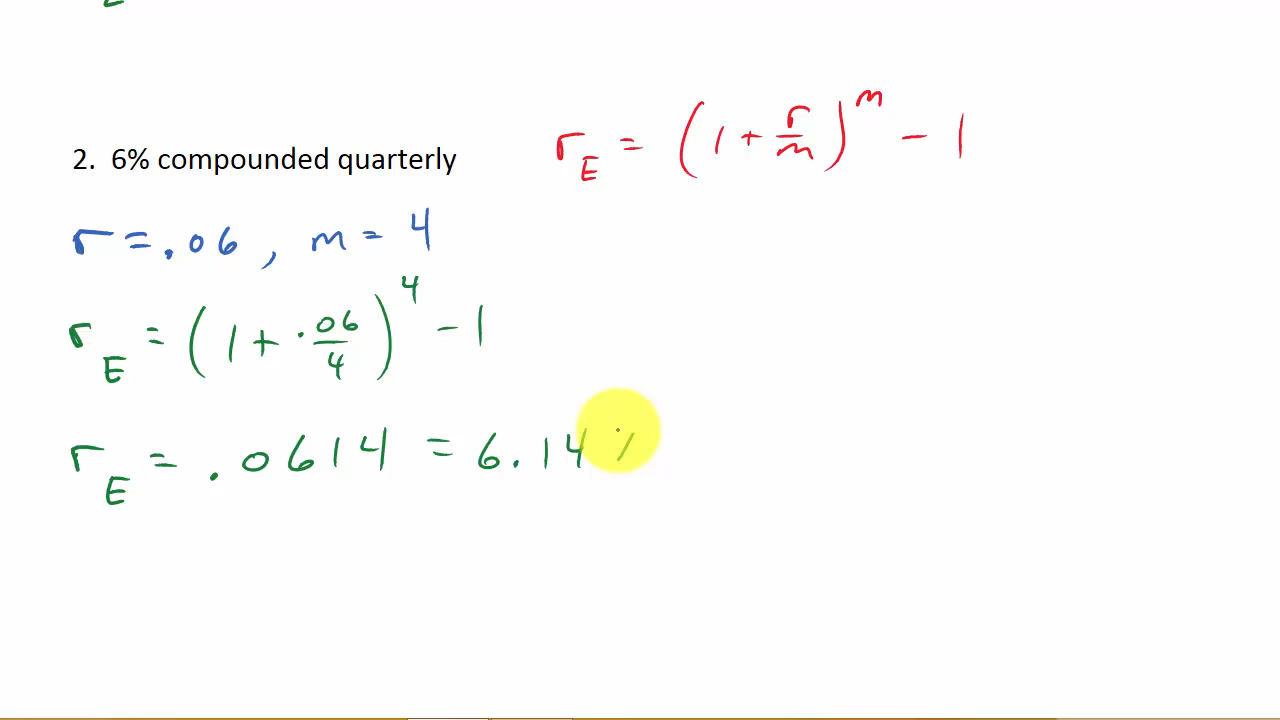 r_E = (1 + r/m)^m - 1
2. 6% compounded quarterly
r = .06 , m = 4
r_E = (1 + .06/4)^4 - 1
r_E = .0614 = 6.14%